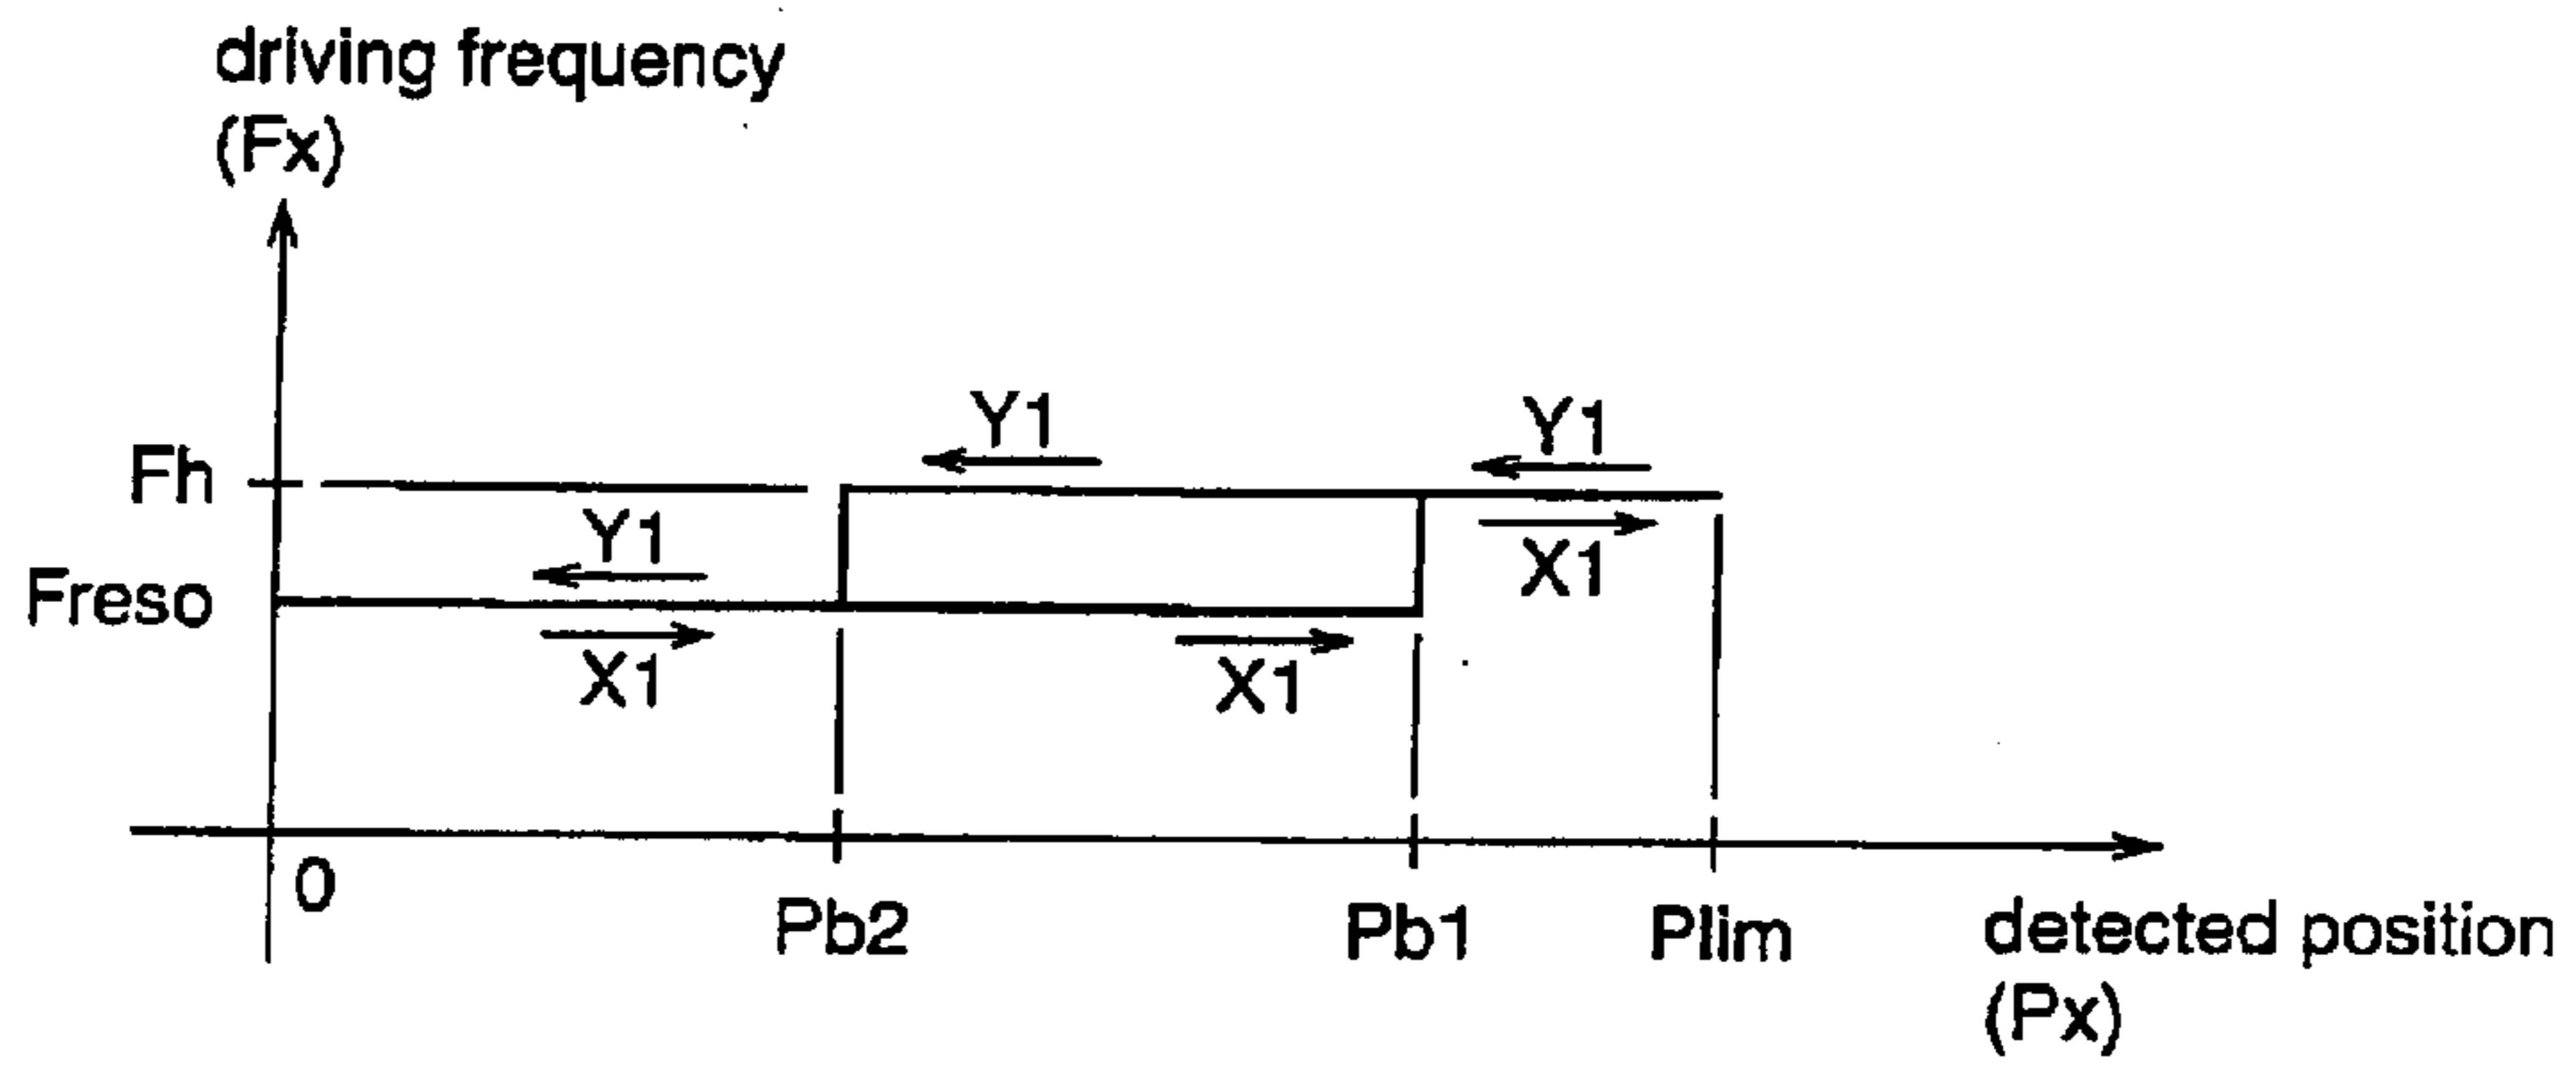 driving frequency
(Fx)
Y1
Y1
Fh
Y1
X1
Freso
X1
X1
0
Pb2
Pb1
Plim
detected position
(Px)